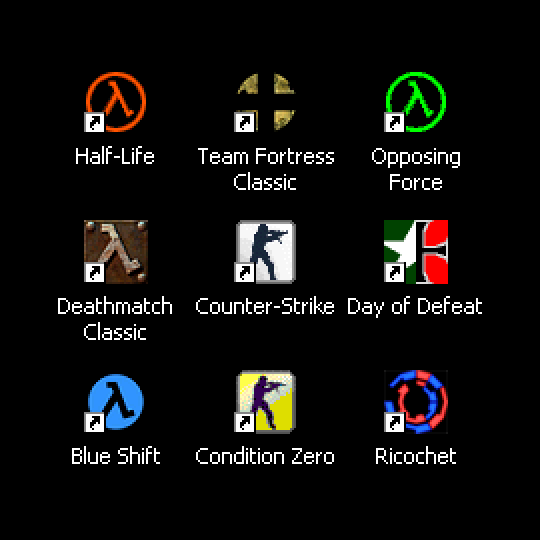 Half-Life
Team Fortress
Classic
Opposing
Force
Deathmatch
Classic
Counter-Strike
Day of Defeat
Blue Shift
Condition Zero
Ricochet